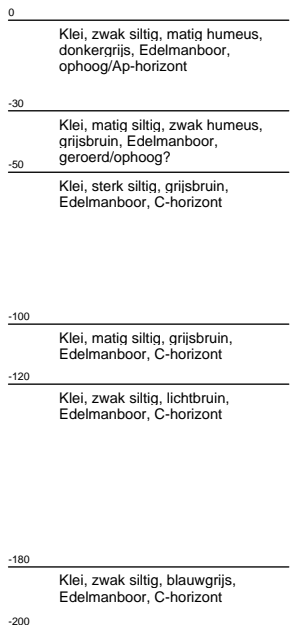 0
Klei, zwak siltig, matig humeus,
donkergrijs, Edelmanboor,
ophoog/Ap-horizont
-30
Klei, matig siltig, zwak humeus,
grijsbruin, Edelmanboor,
geroerd/ophoog?
-50
Klei, sterk siltig, grijsbruin,
Edelmanboor, C-horizont
-100
Klei, matig siltig, grijsbruin,
Edelmanboor, C-horizont
-120
Klei, zwak siltig, lichtbruin,
Edelmanboor, C-horizont
-180
Klei, zwak siltig, blauwgrijs,
Edelmanboor, C-horizont
-200